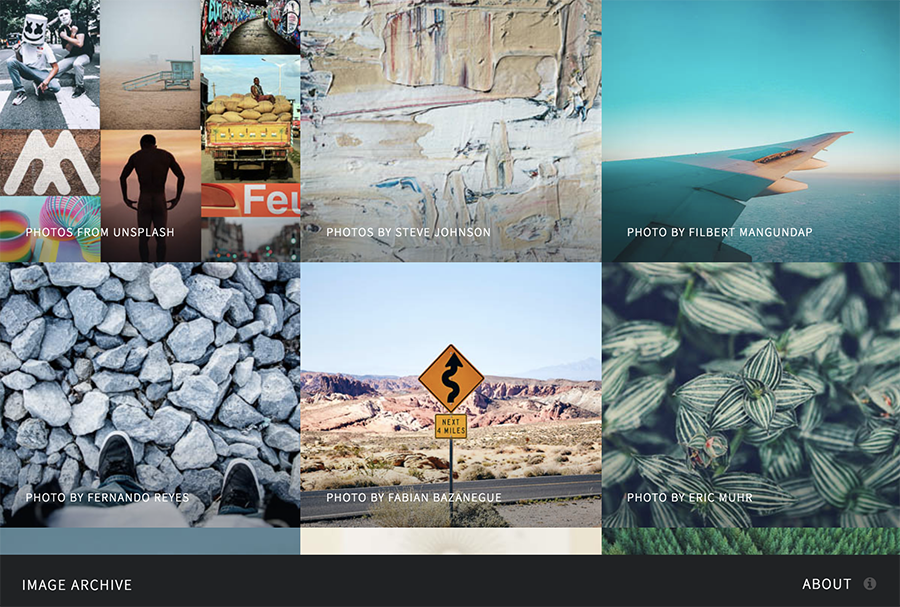 Feu
PHOTOS FROM UNSPLASH
PHOTOS BY STEVE JOHNSON
PHOTO BY FILBERT MANGUNDAP
NEXT
4 MILES
PHOTO BY FERNANDO REYES
PHOTO BY FABIAN BAZANEGUE
PHOTO BY ERIC MUHR
IMAGE ARCHIVE
ABOUT